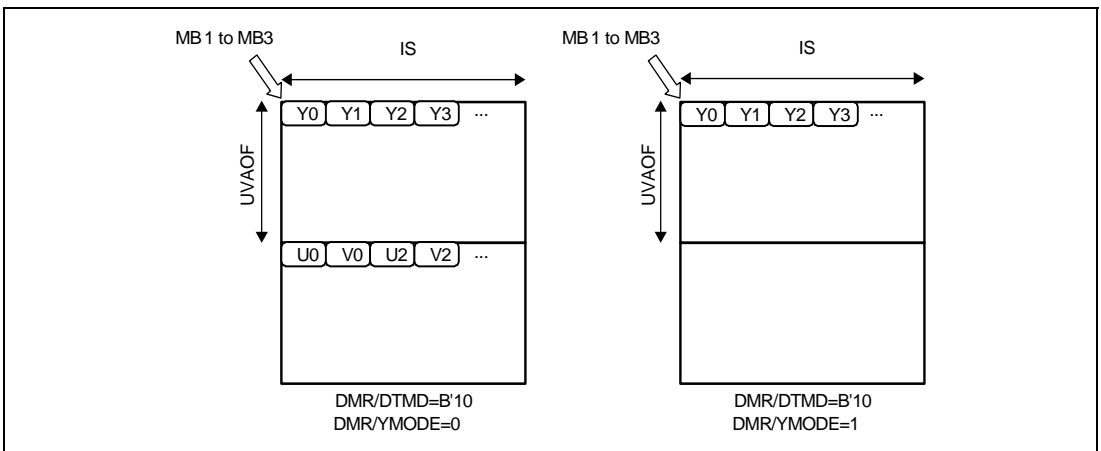 MB1 to MB3
IS
UVAOF
Y0 Y1 Y2 Y3 ...
U0 V0 U2 V2 ...
DMR/DTMD=B'10
DMR/YMODE=0
MB1 to MB3
IS
UVAOF
Y0 Y1 Y2 Y3 ...
DMR/DTMD=B'10
DMR/YMODE=1